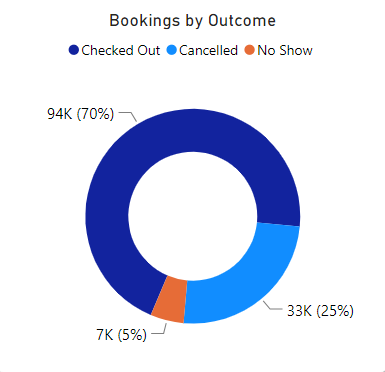 Bookings by Outcome
Checked Out Cancelled No Show
94K (70%)
33K (25%)
7K (5%)